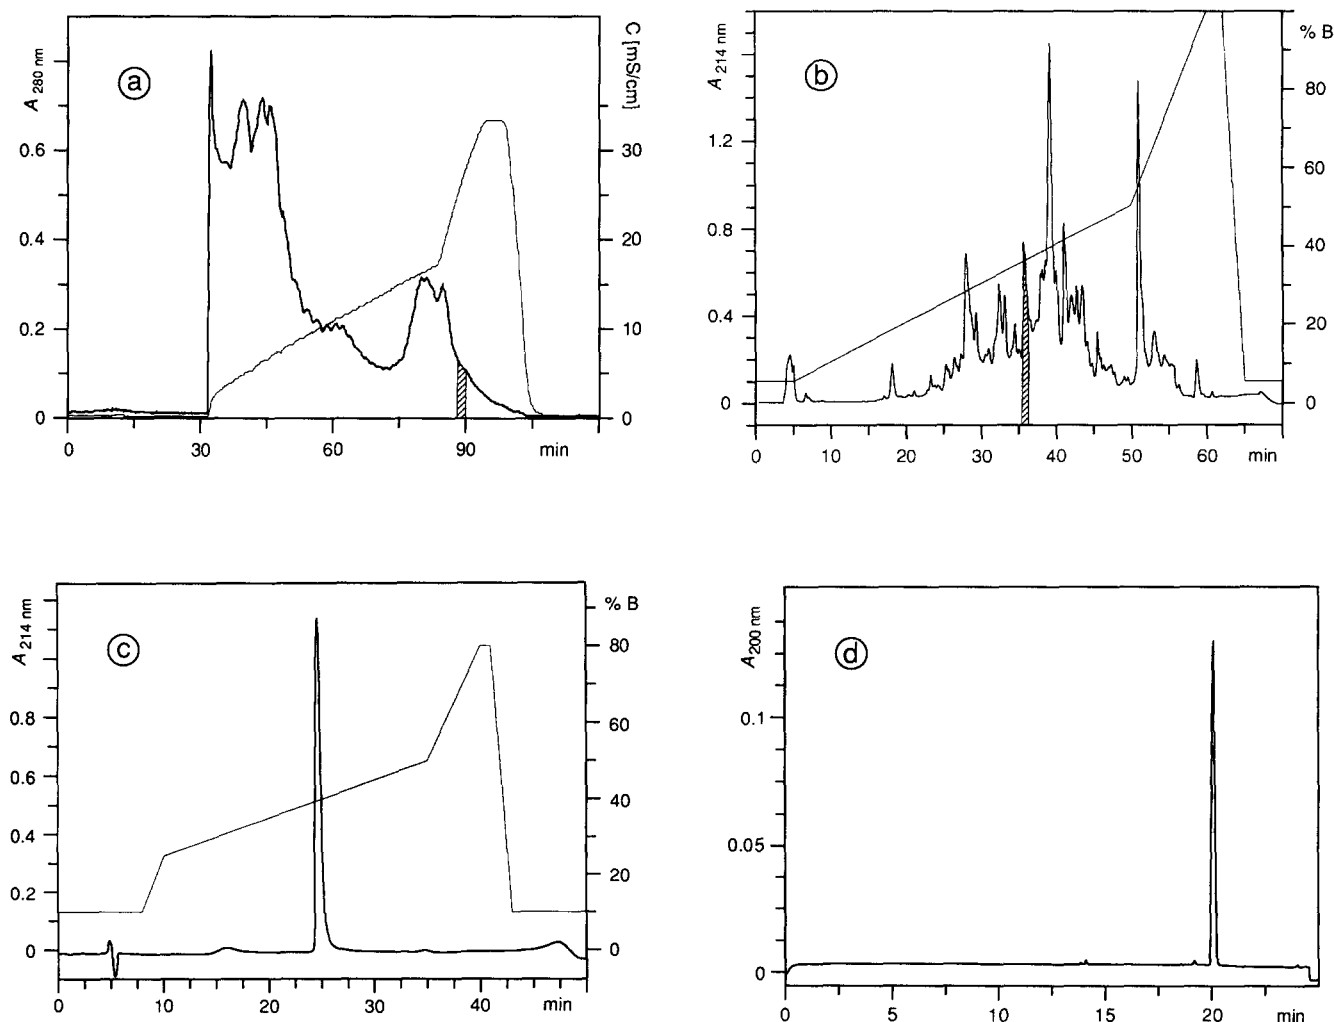 a
A 280 nm
C [mS/cm]
0.6
0.4
0.2
0
30
20
10
0
0 30 60 90 min
b
A 214 nm
% B
1.2
0.8
0.4
0
80
60
40
20
0
0 10 20 30 40 50 60 min
c
A 214 nm
% B
0.8
0.6
0.4
0.2
0
80
60
40
20
0
0 10 20 30 40 min
d
A 200 nm
0.1
0.05
0
0 5 10 15 20 min